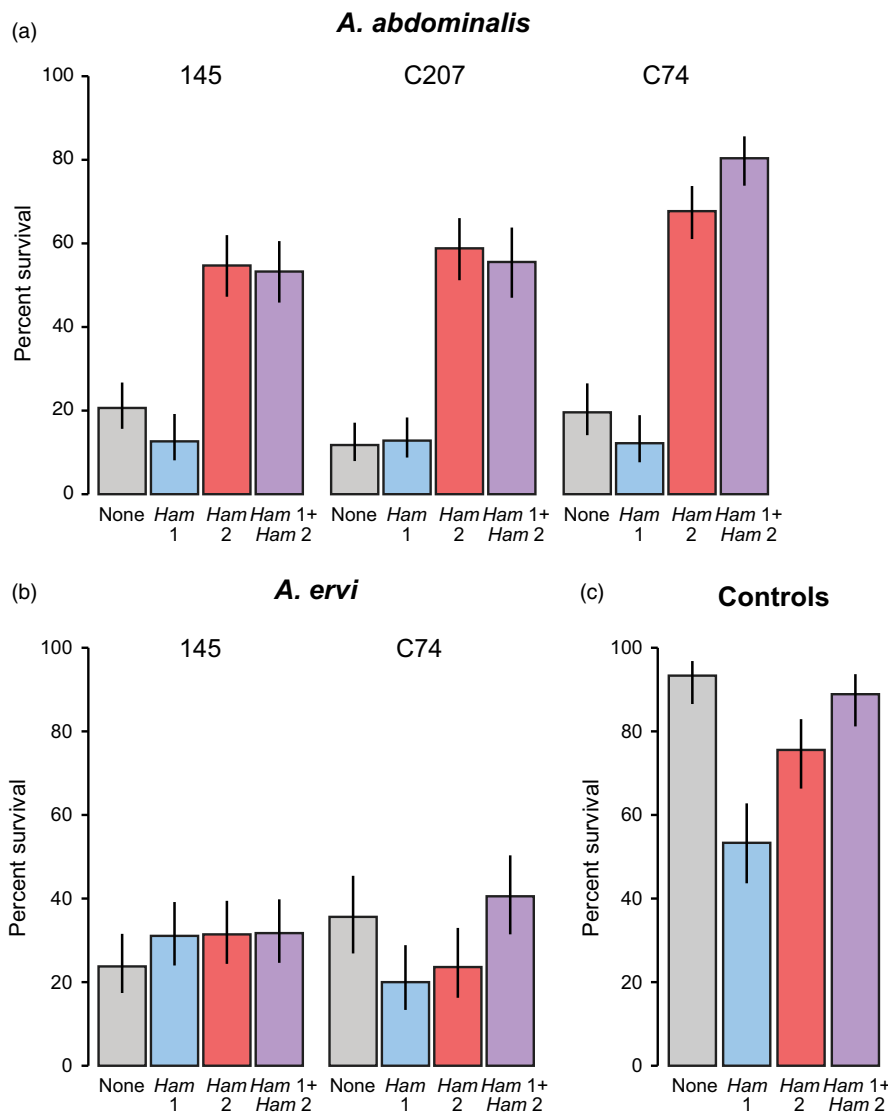 (a)
A. abdominalis
145 C207 C74
Percent survival
100
80
60
40
20
0
None Ham 1 Ham 2 Ham 1+ Ham 2 None Ham 1 Ham 2 Ham 1+ Ham 2 None Ham 1 Ham 2 Ham 1+ Ham 2
(b)
A. ervi
145 C74
Percent survival
100
80
60
40
20
0
None Ham 1 Ham 2 Ham 1+ Ham 2 None Ham 1 Ham 2 Ham 1+ Ham 2
(c)
Controls
Percent survival
100
80
60
40
20
0
None Ham 1 Ham 2 Ham 1+ Ham 2